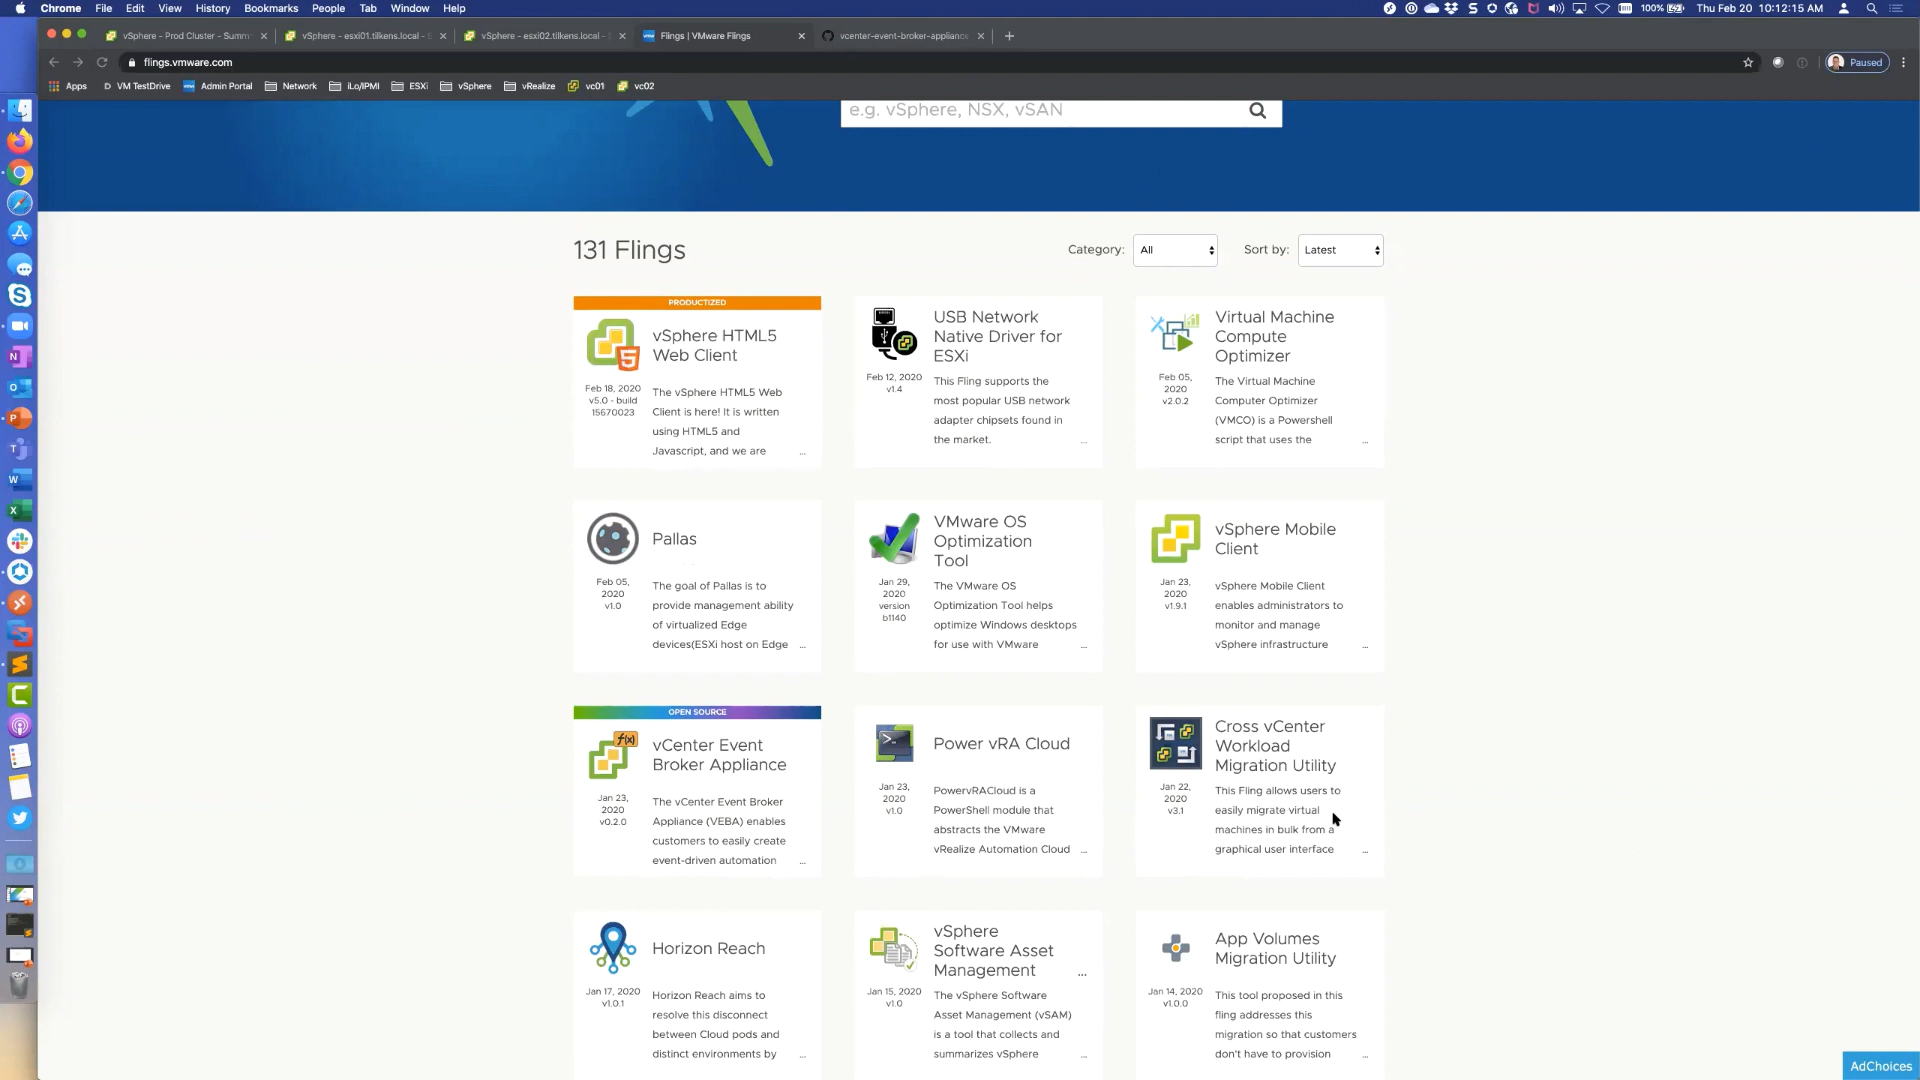 Chrome File Edit View History Bookmarks People Tab Window Help
100% Thu Feb 20 10:12:15 AM
vSphere - Prod Cluster - Summ
vSphere - esxi01.tilkens.local - S
vSphere - esxi02.tilkens.local - S
Flings | VMware Flings
vcenter-event-broker-appliance
flings.vmware.com
Paused
Apps VM TestDrive Admin Portal Network iLo/IPMI ESXi vSphere vRealize vc01 vc02
e.g. vSphere, NSX, vSAN
131 Flings
Category: All
Sort by: Latest
PRODUCTIZED
vSphere HTML5
Web Client
Feb 18, 2020
v5.0 - build
15670023
The vSphere HTML5 Web
Client is here! It is written
using HTML5 and
Javascript, and we are ...
USB Network
Native Driver for
ESXi
Feb 12, 2020
v1.4
This Fling supports the
most popular USB network
adapter chipsets found in
the market. ...
Virtual Machine
Compute
Optimizer
Feb 05,
2020
v2.0.2
The Virtual Machine
Computer Optimizer
(VMCO) is a Powershell
script that uses the ...
Pallas
Feb 05,
2020
v1.0
The goal of Pallas is to
provide management ability
of virtualized Edge
devices(ESXi host on Edge ...
VMware OS
Optimization
Tool
Jan 29,
2020
version
b1140
The VMware OS
Optimization Tool helps
optimize Windows desktops
for use with VMware ...
vSphere Mobile
Client
Jan 23,
2020
v1.9.1
vSphere Mobile Client
enables administrators to
monitor and manage
vSphere infrastructure ...
OPEN SOURCE
f(x)
vCenter Event
Broker Appliance
Jan 23,
2020
v0.2.0
The vCenter Event Broker
Appliance (VEBA) enables
customers to easily create
event-driven automation ...
Power vRA Cloud
Jan 23,
2020
v1.0
PowervRACloud is a
PowerShell module that
abstracts the VMware
vRealize Automation Cloud ...
Cross vCenter
Workload
Migration Utility
Jan 22,
2020
v3.1
This Fling allows users to
easily migrate virtual
machines in bulk from a
graphical user interface ...
Horizon Reach
Jan 17, 2020
v1.0.1
Horizon Reach aims to
resolve this disconnect
between Cloud pods and
distinct environments by ...
vSphere
Software Asset
Management ...
Jan 15, 2020
v1.0
The vSphere Software
Asset Management (vSAM)
is a tool that collects and
summarizes vSphere ...
App Volumes
Migration Utility
Jan 14, 2020
v1.0.0
This tool proposed in this
fling addresses this
migration so that customers
don't have to provision ...
AdChoices